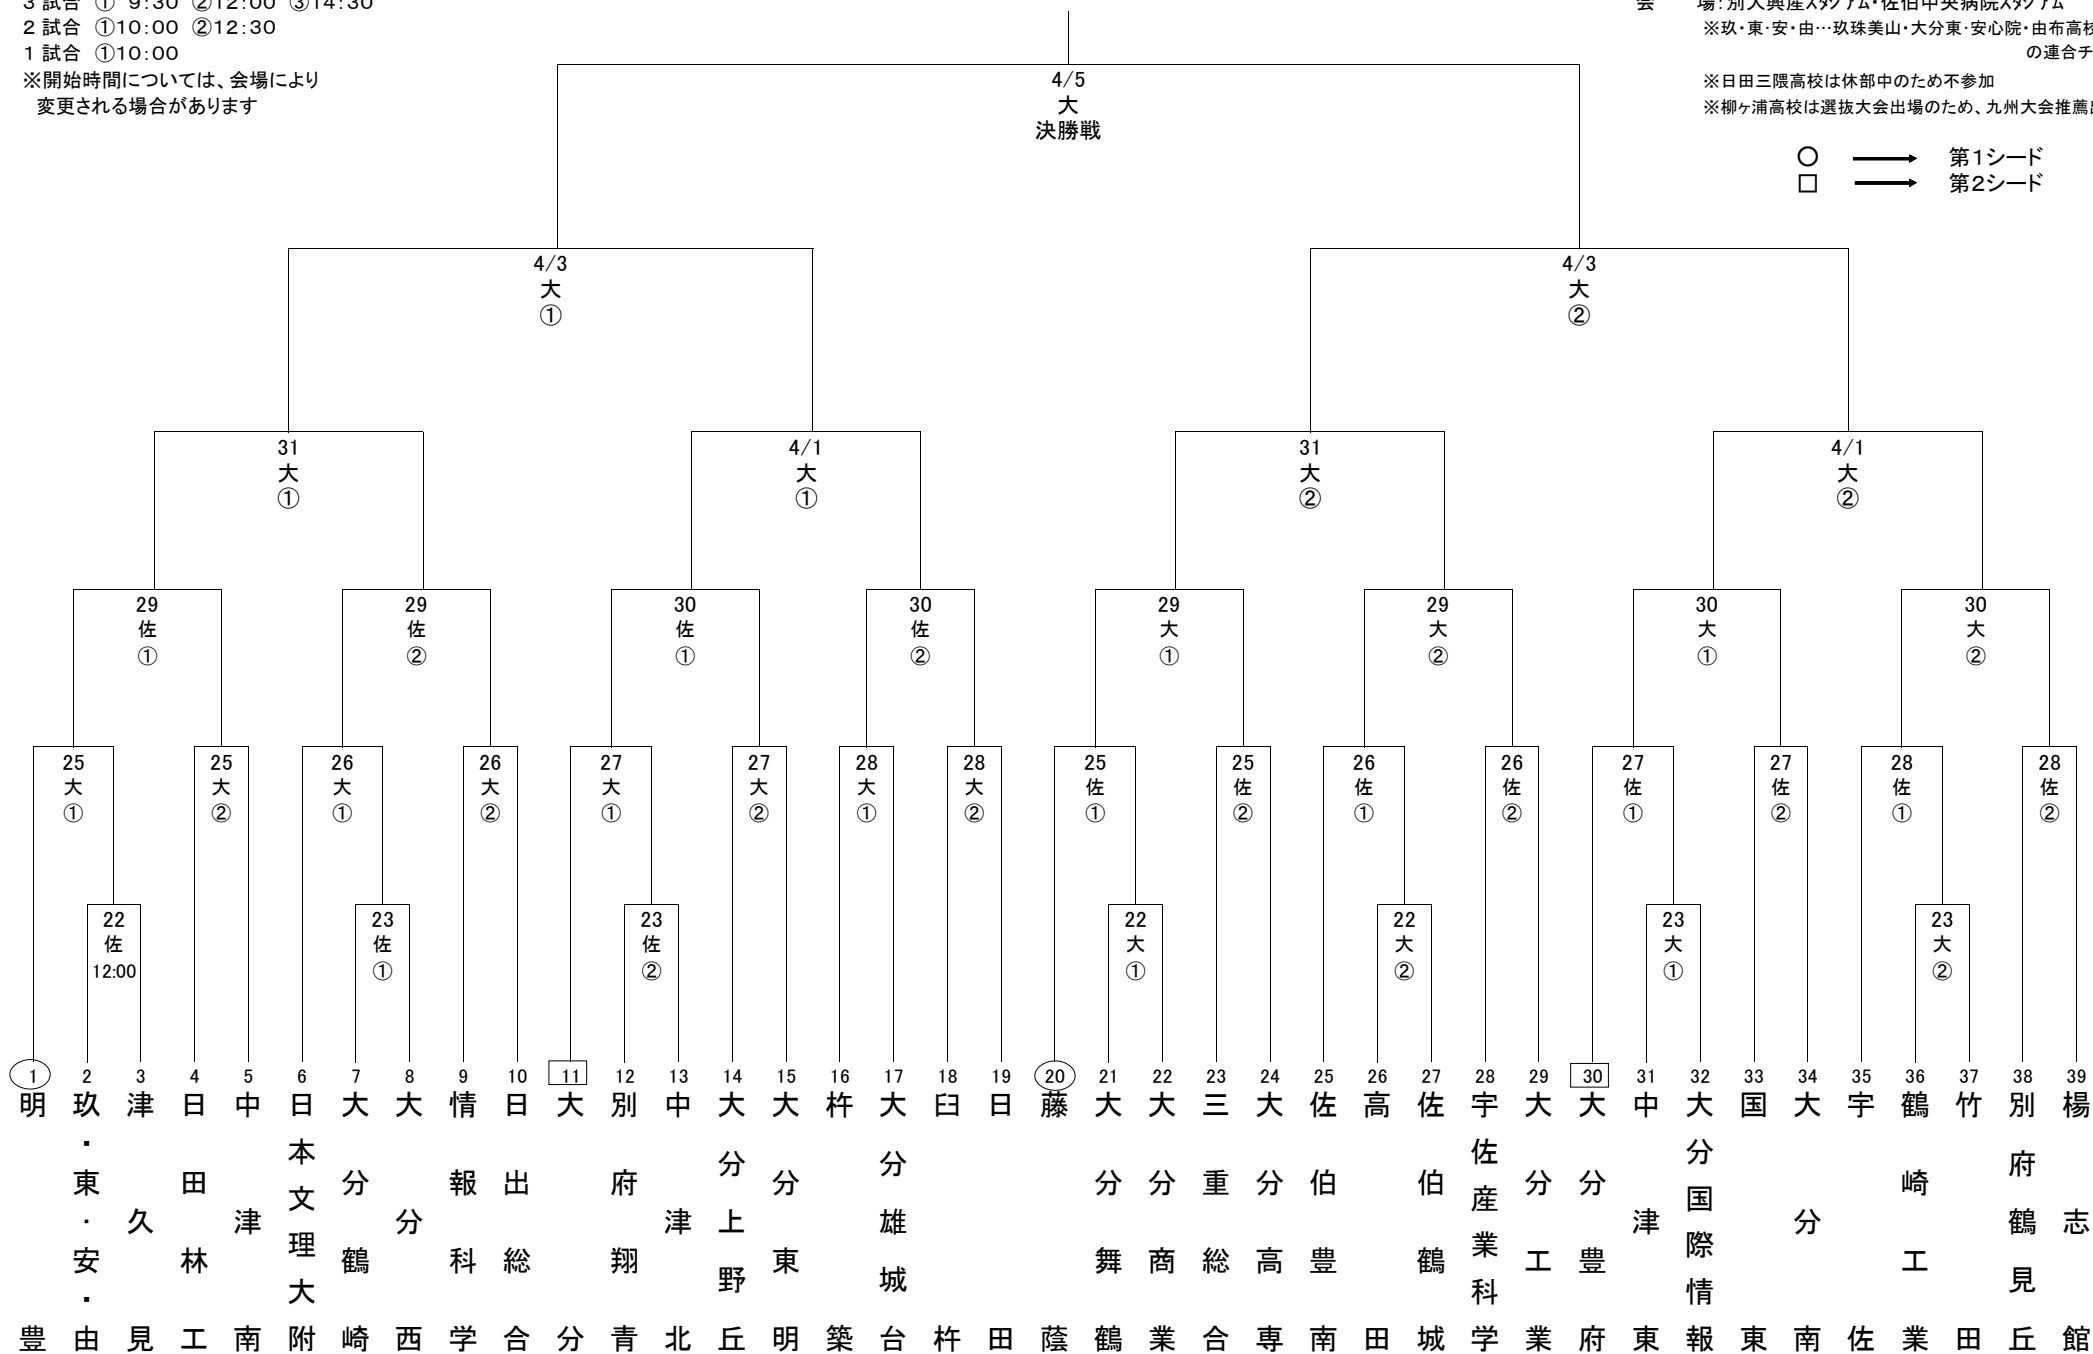 3 試合 ① 9:30 ②12:00 ③14:30
2 試合 ①10:00 ②12:30
1 試合 ①10:00
※開始時間については、会場により
変更される場合があります
会 場:別大興産スタジアム・佐伯中央病院スタジアム
※玖・東・安・由…玖珠美山・大分東・安心院・由布高校
の連合チ
※日田三隈高校は休部中のため不参加
※柳ヶ浦高校は選抜大会出場のため、九州大会推薦
○ → 第1シード
□ → 第2シード
4/5
大
決勝戦
4/3 4/3
大 大
① ②
31 4/1 31 4/1
大 大 大 大
① ① ② ②
29 29 30 30 29 29 30 30
佐 佐 佐 佐 大 大 大 大
① ② ① ② ① ② ① ②
25 25 26 26 27 27 28 28 25 25 26 26 27 27 28 28
大 大 大 大 大 大 大 大 佐 佐 佐 佐 佐 佐 佐 佐
① ② ① ② ① ② ① ② ① ② ① ② ① ② ① ②
22 23 23 22 22 23 23
佐 佐 佐 大 大 大 大
12:00 ① ② ① ② ① ②
1 明豊
2 玖・東・安・由
3 津久見
4 日田林工
5 中津南
6 日本文理大附
7 大分鶴崎
8 大分西
9 情報科学
10 日出総合
11 大分
12 別府翔青
13 中津北
14 大分上野丘
15 大分東明
16 杵築
17 大分雄城台
18 臼杵
19 日田
20 藤蔭
21 大分舞鶴
22 大分商業
23 三重総合
24 大分高専
25 佐伯豊南
26 高田
27 佐伯鶴城
28 宇佐産業科学
29 大分工業
30 大分豊府
31 中津東
32 大分国際情報
33 国東
34 大分南
35 宇佐
36 鶴崎工業
37 竹田
38 別府鶴見丘
39 楊志館